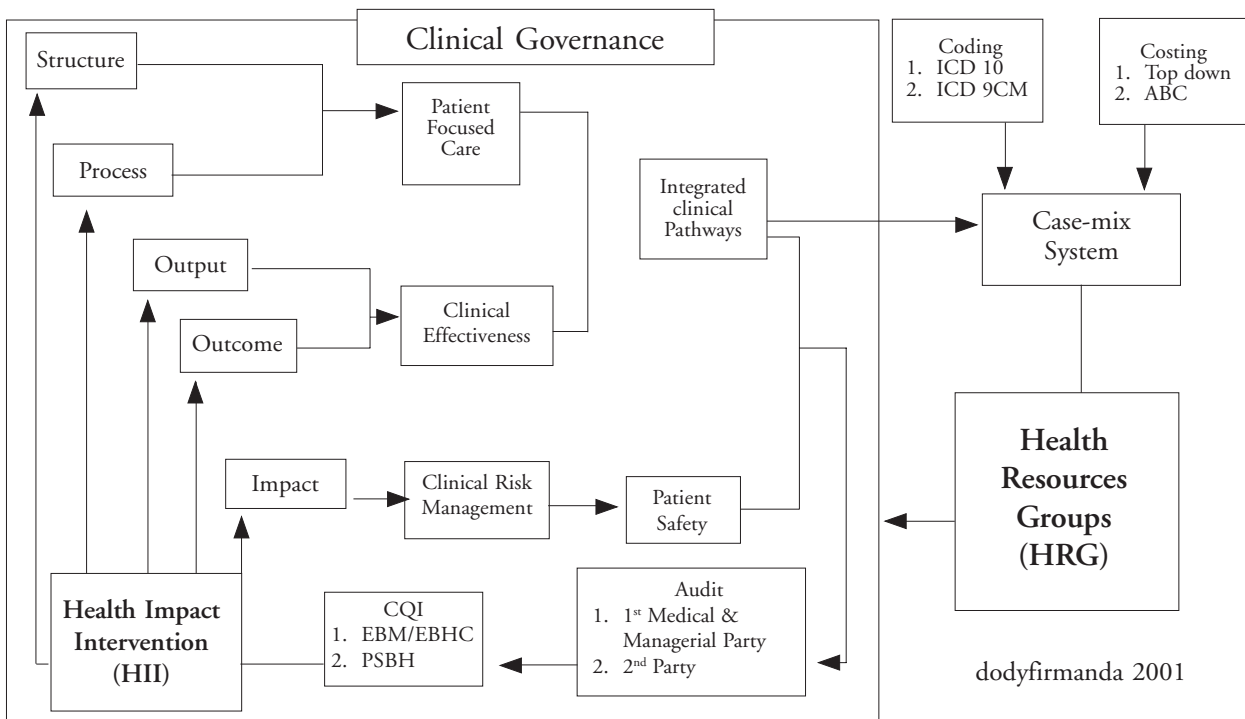 Clinical Governance
Structure
Process
Output
Outcome
Impact
Patient
Focused
Care
Clinical
Effectiveness
Clinical Risk
Management
Patient
Safety
Integrated
clinical
Pathways
Health Impact
Intervention
(HII)
CQI
1. EBM/EBHC
2. PSBH
Audit
1. 1st Medical &
Managerial Party
2. 2nd Party
Coding
1. ICD 10
2. ICD 9CM
Costing
1. Top down
2. ABC
Case-mix
System
Health
Resources
Groups
(HRG)
dodyfirmanda 2001